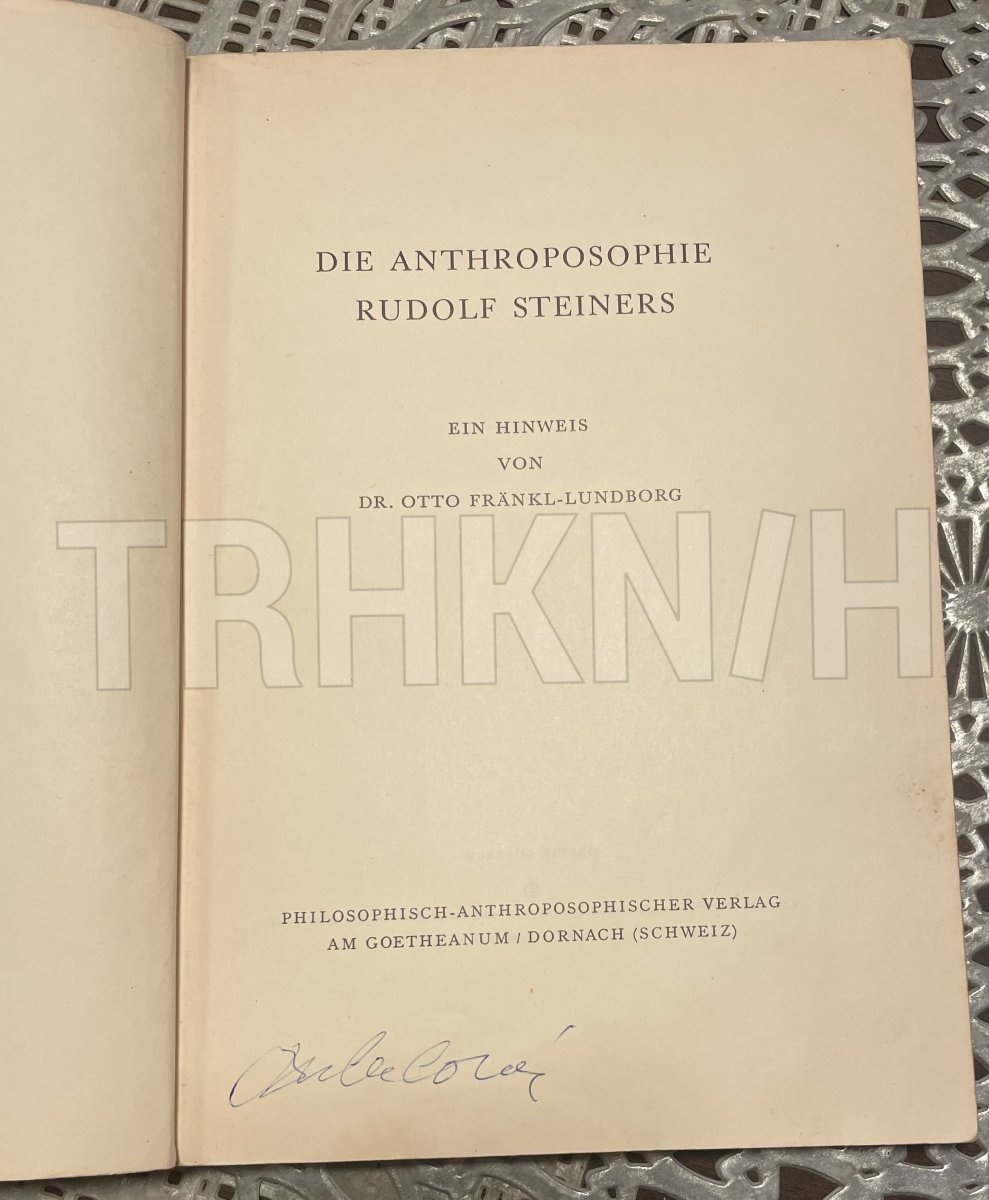 DIE ANTHROPOSOPHIE
RUDOLF STEINERS
EIN HINWEIS
VON
DR. OTTO FRÄNKL-LUNDBORG
TRHKN/H
PHILOSOPHISCH-ANTHROPOSOPHISCHER VERLAG
AM GOETHEANUM / DORNACH (SCHWEIZ)